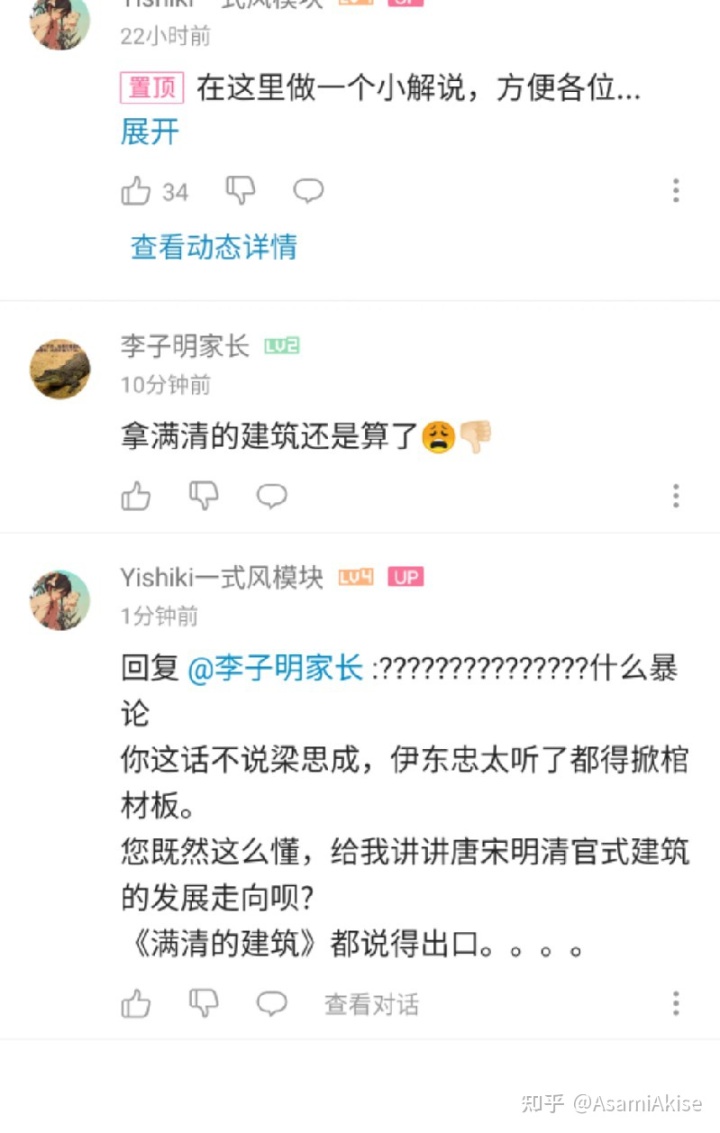 Yishiki一式风模块 LV4 UP
22小时前
置顶 在这里做一个小解说，方便各位...
展开
34
查看动态详情
李子明家长 LV2
10分钟前
拿满清的建筑还是算了😩👎🏻
Yishiki一式风模块 LV4 UP
1分钟前
回复 @李子明家长 :???????????????什么暴
论
你这话不说梁思成，伊东忠太听了都得掀棺
材板。
您既然这么懂，给我讲讲唐宋明清官式建筑
的发展走向呗？
《满清的建筑》都说得出口。。。。
查看对话
知乎 @AsamiAkise